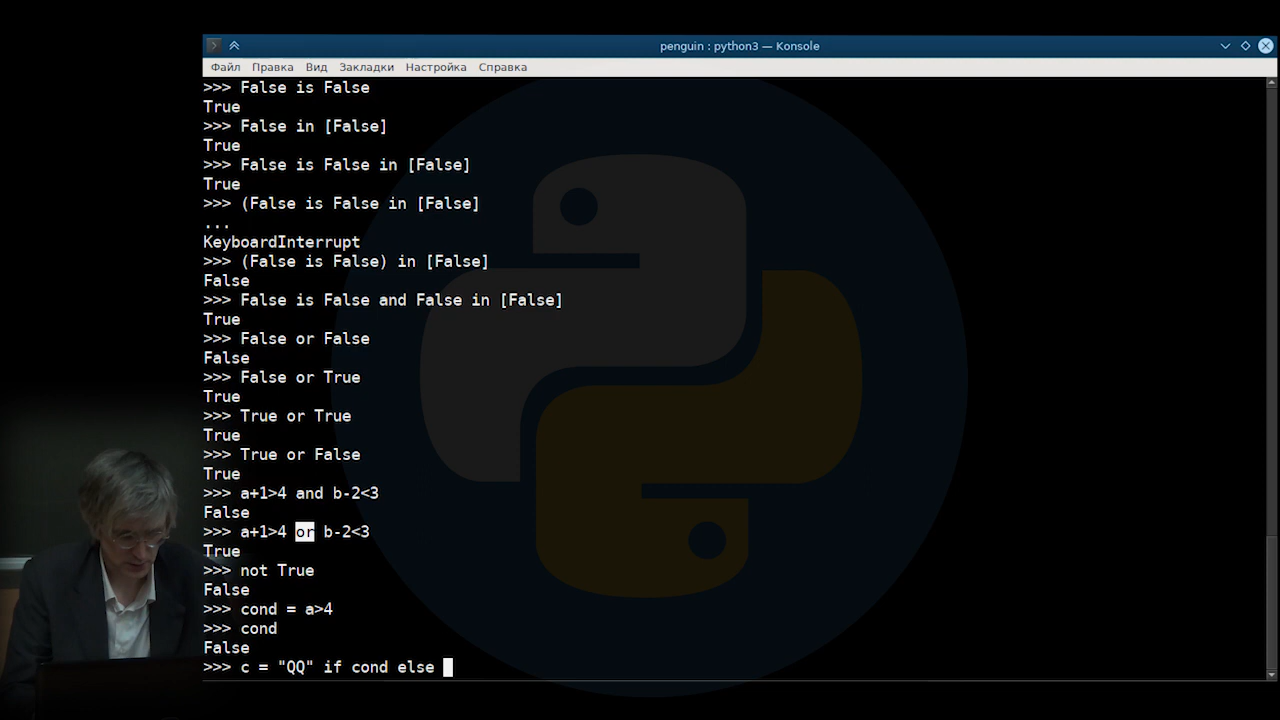 penguin : python3 — Konsole
Файл Правка Вид Закладки Настройка Справка
>>> False is False
True
>>> False in [False]
True
>>> False is False in [False]
True
>>> (False is False in [False]
...
KeyboardInterrupt
>>> (False is False) in [False]
False
>>> False is False and False in [False]
True
>>> False or False
False
>>> False or True
True
>>> True or True
True
>>> True or False
True
>>> a+1>4 and b-2<3
False
>>> a+1>4 or b-2<3
True
>>> not True
False
>>> cond = a>4
>>> cond
False
>>> c = "QQ" if cond else